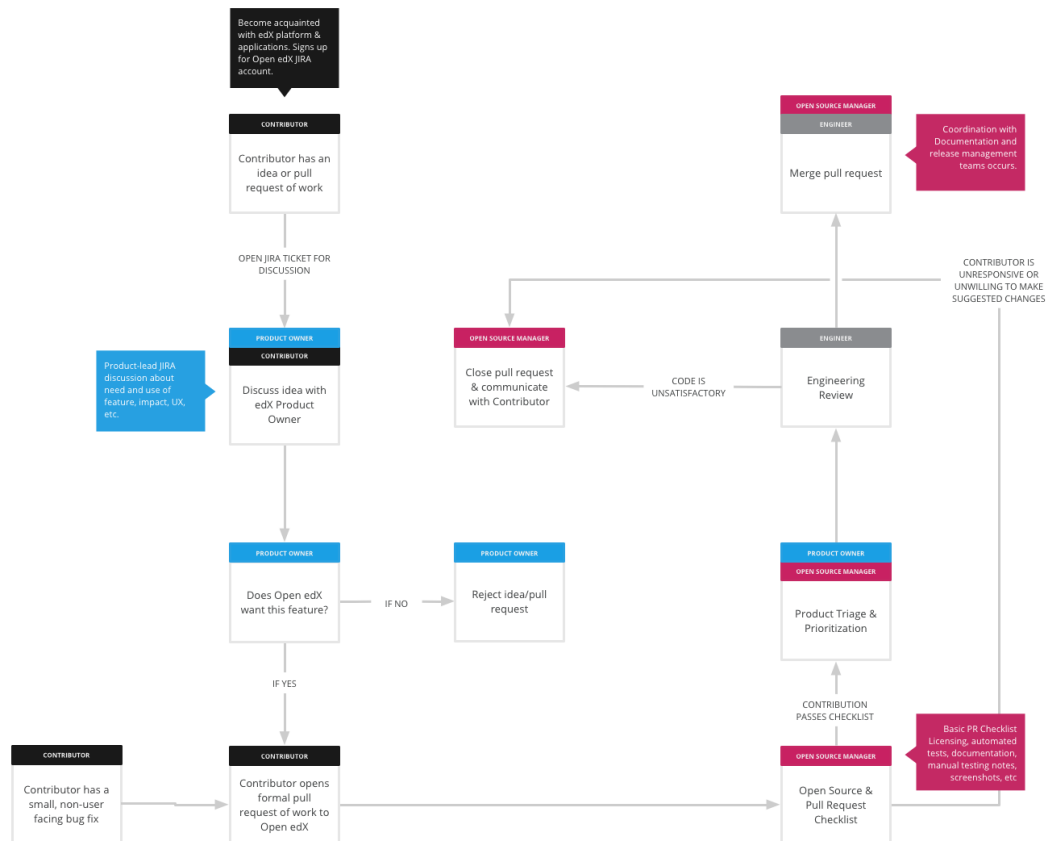 Become acquainted
with edX platform &
applications. Signs up
for Open edX JIRA
account.
CONTRIBUTOR
Contributor has an
idea or pull
request of work
OPEN JIRA TICKET FOR
DISCUSSION
PRODUCT OWNER
CONTRIBUTOR
Discuss idea with
edX Product
Owner
Product-lead JIRA
discussion about
need and use of
feature, impact, UX,
etc.
PRODUCT OWNER
Does Open edX
want this feature?
IF NO
PRODUCT OWNER
Reject idea/pull
request
IF YES
CONTRIBUTOR
Contributor has a
small, non-user
facing bug fix
CONTRIBUTOR
Contributor opens
formal pull
request of work to
Open edX
OPEN SOURCE MANAGER
Open Source &
Pull Request
Checklist
Basic PR Checklist
Licensing, automated
tests, documentation,
manual testing notes,
screenshots, etc
CONTRIBUTION
PASSES CHECKLIST
PRODUCT OWNER
OPEN SOURCE MANAGER
Product Triage &
Prioritization
ENGINEER
Engineering
Review
CODE IS
UNSATISFACTORY
OPEN SOURCE MANAGER
Close pull request
& communicate
with Contributor
CONTRIBUTOR IS
UNRESPONSIVE OR
UNWILLING TO MAKE
SUGGESTED CHANGES
OPEN SOURCE MANAGER
ENGINEER
Merge pull request
Coordination with
Documentation and
release management
teams occurs.